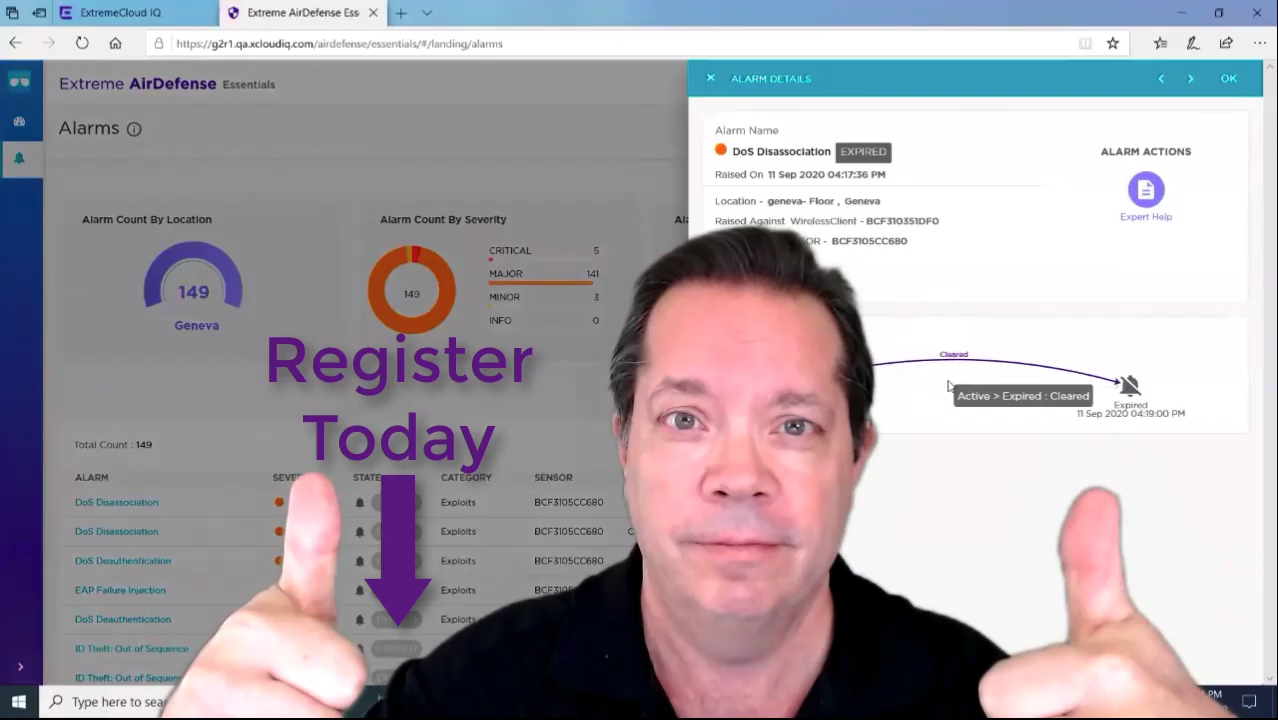 ExtremeCloud IQ
Extreme AirDefense Ess
https://g2r1.qa.xcloudiq.com/airdefense/essentials/#/landing/alarms
Extreme AirDefense Essentials
Alarms
Alarm Count By Location
149
Geneva
Alarm Count By Severity
149
CRITICAL 5
MAJOR 141
MINOR 3
INFO 0
Register
Today
Total Count : 149
ALARM STATE CATEGORY SENSOR
DoS Disassociation Exploits BCF3105CC680
DoS Disassociation Exploits BCF3105CC680
DoS Deauthentication Exploits BCF3105CC680
EAP Failure Injection Exploits
DoS Deauthentication Exploits
ID Theft: Out of Sequence EXPIRED
ID Theft: Out of Sequ
ALARM DETAILS
OK
Alarm Name
DoS Disassociation EXPIRED
Raised On 11 Sep 2020 04:17:36 PM
Location - geneva- Floor , Geneva
Raised Against WirelessClient - BCF310351DF0
OR - BCF3105CC680
ALARM ACTIONS
Expert Help
Cleared
Active > Expired : Cleared
Expired
11 Sep 2020 04:19:00 PM
Type here to sea
PM